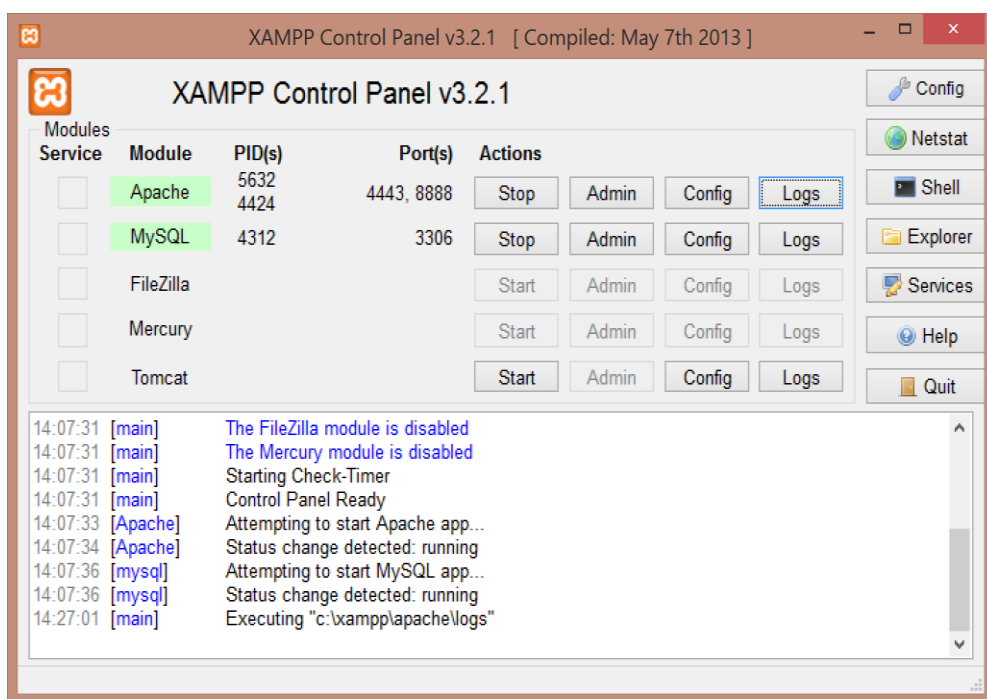 XAMPP Control Panel v3.2.1 [ Compiled: May 7th 2013 ]
XAMPP Control Panel v3.2.1
Config
Netstat
Shell
Explorer
Services
Help
Quit
Modules
Service Module PID(s) Port(s) Actions
Apache 5632 4424 4443, 8888 Stop Admin Config Logs
MySQL 4312 3306 Stop Admin Config Logs
FileZilla Start Admin Config Logs
Mercury Start Admin Config Logs
Tomcat Start Admin Config Logs
14:07:31 [main] The FileZilla module is disabled
14:07:31 [main] The Mercury module is disabled
14:07:31 [main] Starting Check-Timer
14:07:31 [main] Control Panel Ready
14:07:33 [Apache] Attempting to start Apache app...
14:07:34 [Apache] Status change detected: running
14:07:36 [mysql] Attempting to start MySQL app...
14:07:36 [mysql] Status change detected: running
14:27:01 [main] Executing "c:\xampp\apache\logs"